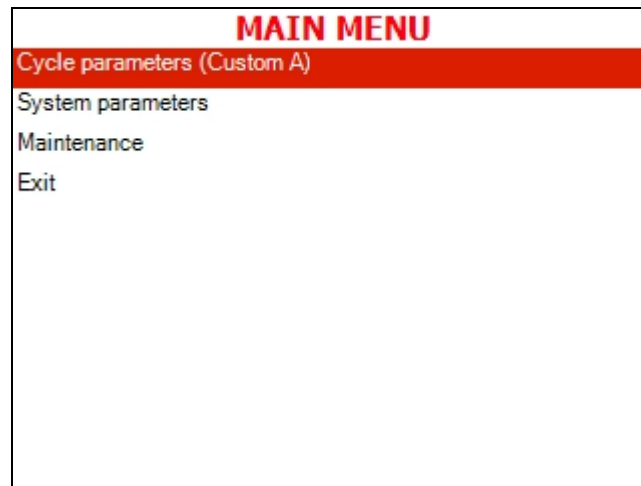 MAIN MENU
Cycle parameters (Custom A)
System parameters
Maintenance
Exit